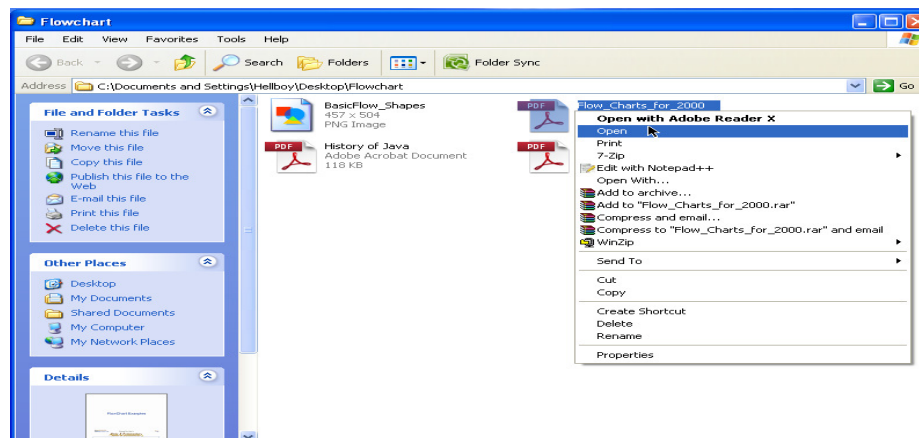 Flowchart
File Edit View Favorites Tools Help
Back Search Folders Folder Sync
Address C:\Documents and Settings\Hellboy\Desktop\Flowchart Go
File and Folder Tasks
Rename this file
Move this file
Copy this file
Publish this file to the
Web
E-mail this file
Print this file
Delete this file
Other Places
Desktop
My Documents
Shared Documents
My Computer
My Network Places
Details
FlowChart Examples
BasicFlow_Shapes
457 x 504
PNG Image
PDF History of Java
Adobe Acrobat Document
118 KB
PDF Flow_Charts_for_2000
PDF
Open with Adobe Reader X
Open
Print
7-Zip
Edit with Notepad++
Open With...
Add to archive...
Add to "Flow_Charts_for_2000.rar"
Compress and email...
Compress to "Flow_Charts_for_2000.rar" and email
WinZip
Send To
Cut
Copy
Create Shortcut
Delete
Rename
Properties